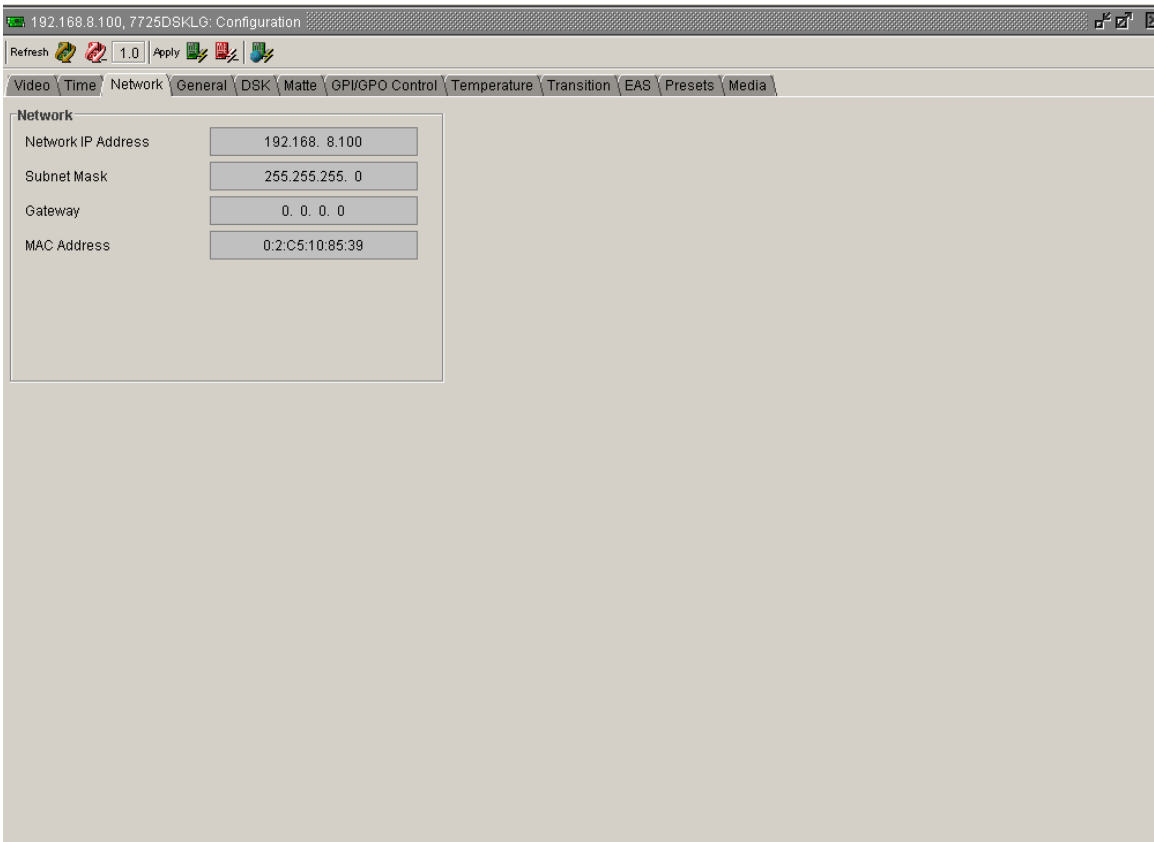 192.168.8.100, 7725DSKLG: Configuration
Refresh 1.0 Apply
Video Time Network General DSK Matte GPI/GPO Control Temperature Transition EAS Presets Media
Network
Network IP Address 192.168. 8.100
Subnet Mask 255.255.255. 0
Gateway 0. 0. 0. 0
MAC Address 0:2:C5:10:85:39